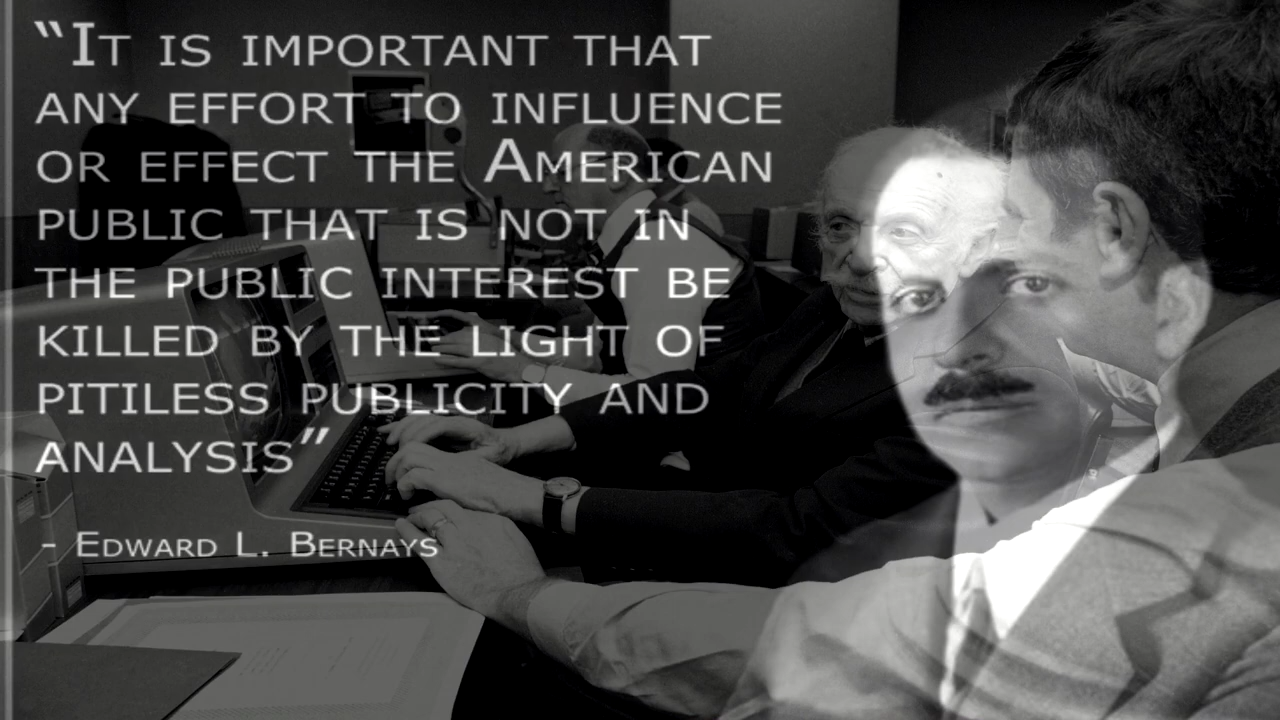 “It is important that
any effort to influence
or effect the American
public that is not in
the public interest be
killed by the light of
pitiless publicity and
analysis”
- Edward L. Bernays